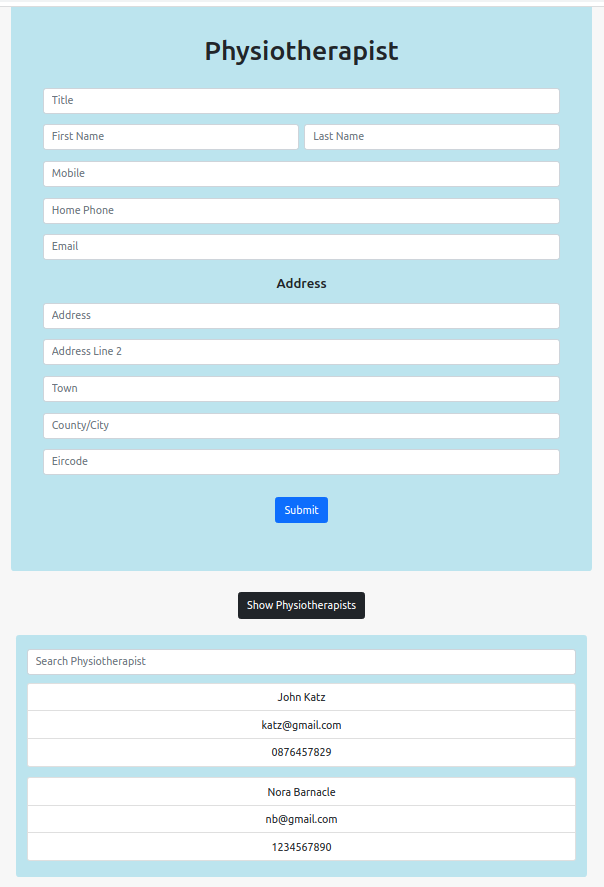 Physiotherapist
Title
First Name Last Name
Mobile
Home Phone
Email
Address
Address
Address Line 2
Town
County/City
Eircode
Submit
Show Physiotherapists
Search Physiotherapist
John Katz
katz@gmail.com
0876457829
Nora Barnacle
nb@gmail.com
1234567890